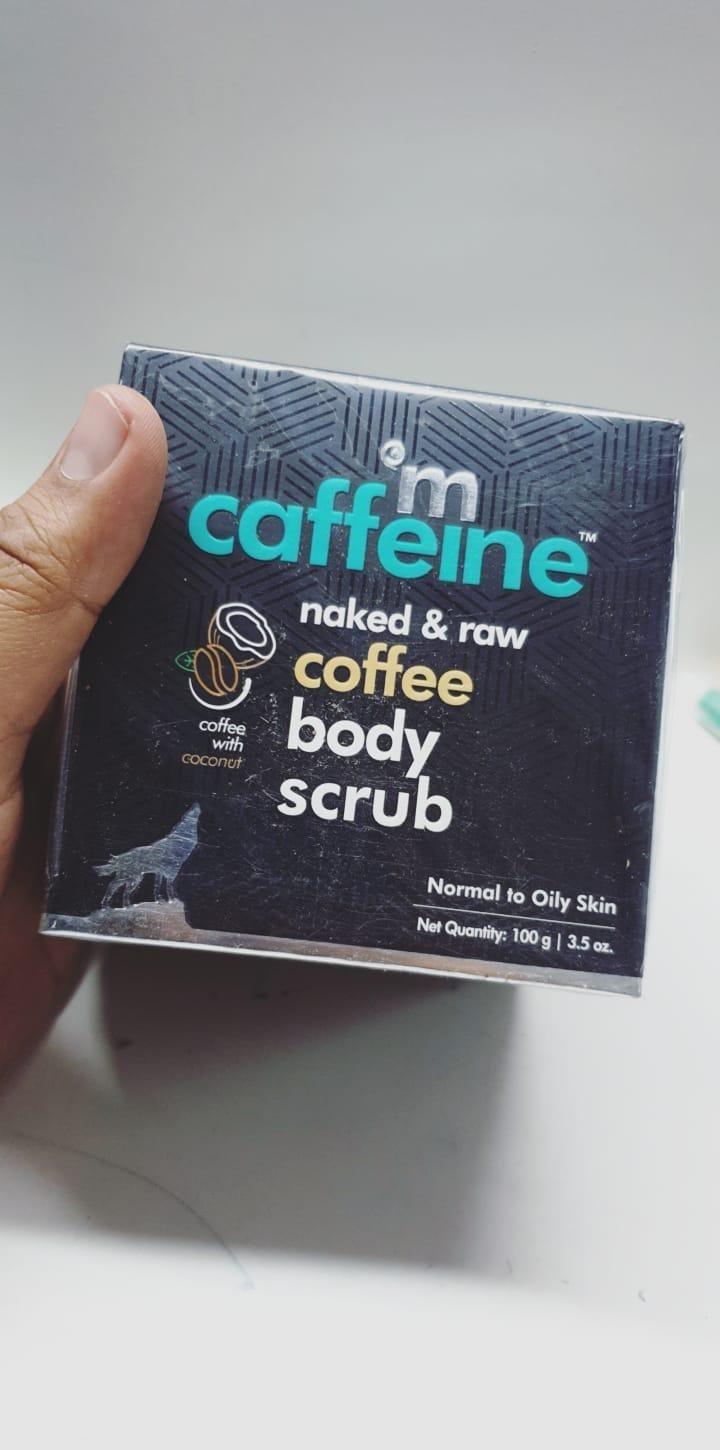 m
caffeine™
naked & raw
coffee
body
scrub
coffee
with
coconut
Normal to Oily Skin
Net Quantity: 100 g | 3.5 oz.